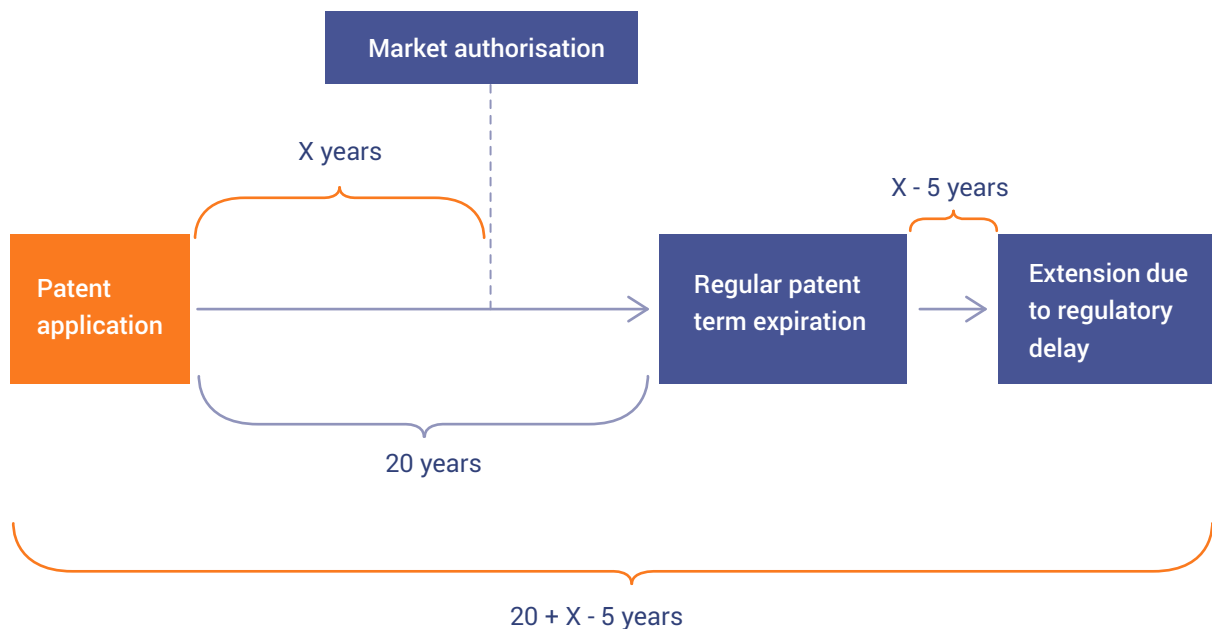 Market authorisation
X years
X - 5 years
Patent
application
Regular patent
term expiration
Extension due
to regulatory
delay
20 years
20 + X - 5 years